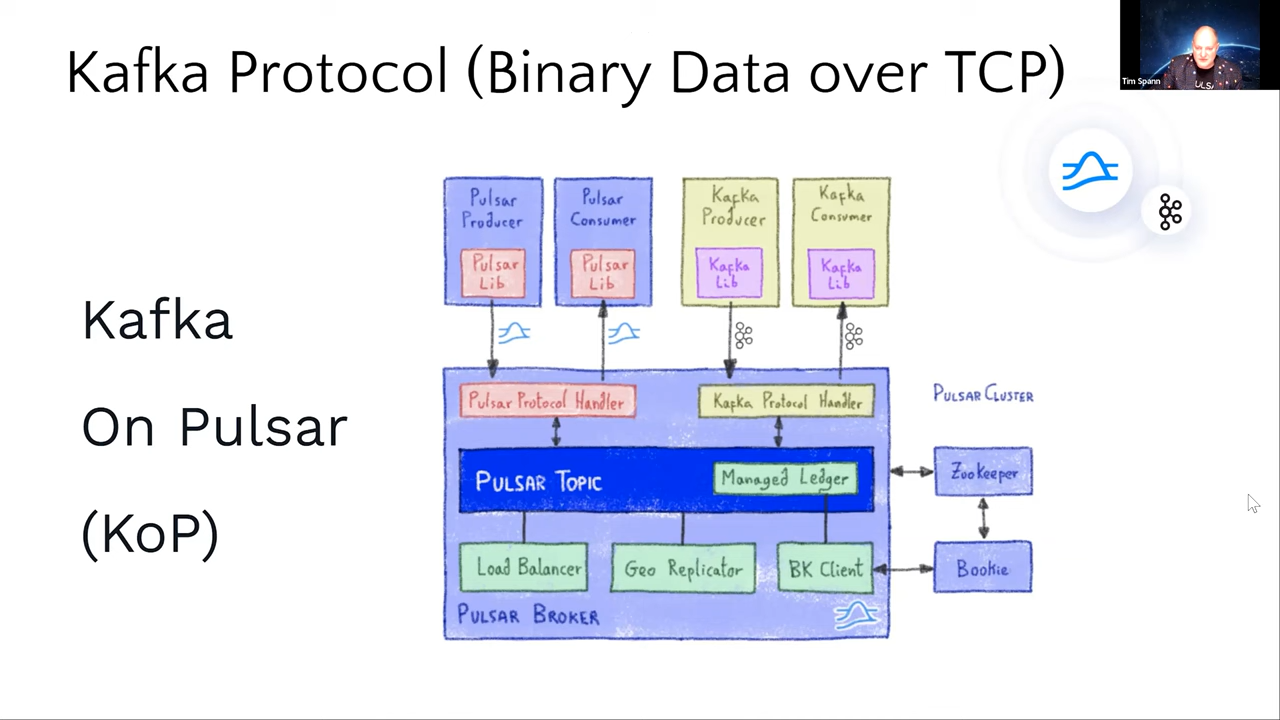 Kafka Protocol (Binary Data over TCP)
Tim Spann
Kafka
On Pulsar
(KoP)
Pulsar
Producer
Pulsar
Lib
Pulsar
Consumer
Pulsar
Lib
Kafka
Producer
Kafka
Lib
Kafka
Consumer
Kafka
Lib
Pulsar Protocol Handler
Kafka Protocol Handler
PULSAR CLUSTER
PULSAR TOPIC
Managed Ledger
Zookeeper
Load Balancer
Geo Replicator
BK Client
Bookie
PULSAR BROKER